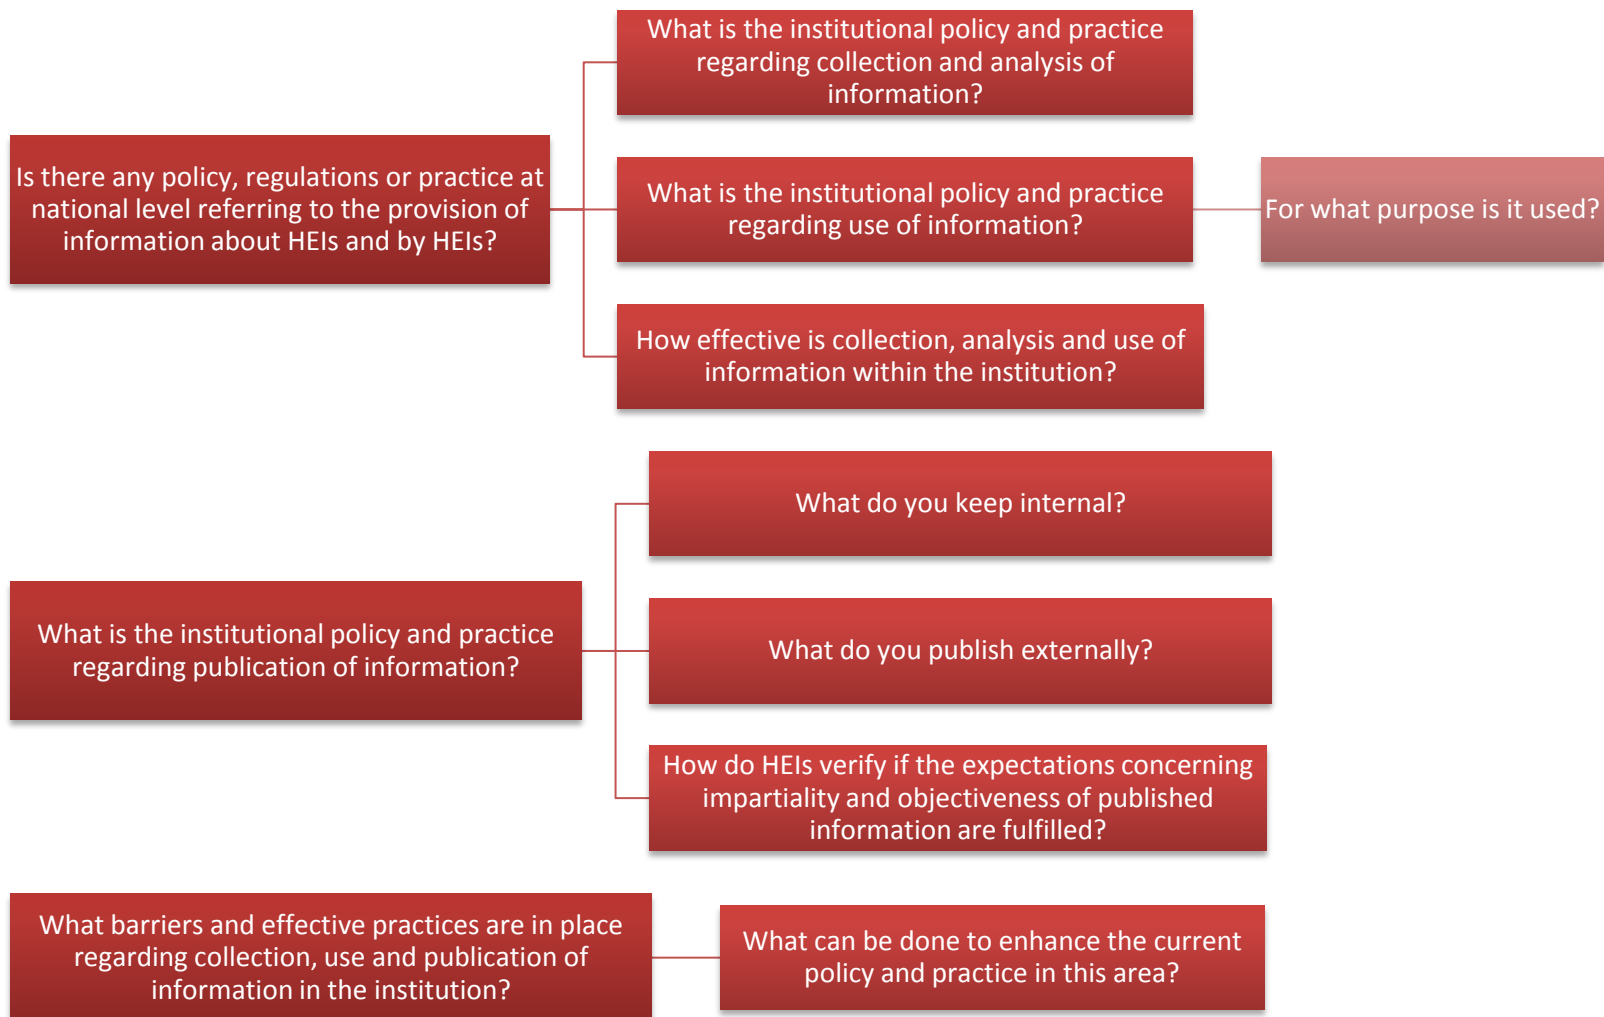 Is there any policy, regulations or practice at
national level referring to the provision of
information about HEIs and by HEIs?
What is the institutional policy and practice
regarding collection and analysis of
information?
What is the institutional policy and practice
regarding use of information?
For what purpose is it used?
How effective is collection, analysis and use of
information within the institution?
What is the institutional policy and practice
regarding publication of information?
What do you keep internal?
What do you publish externally?
How do HEIs verify if the expectations concerning
impartiality and objectiveness of published
information are fulfilled?
What barriers and effective practices are in place
regarding collection, use and publication of
information in the institution?
What can be done to enhance the current
policy and practice in this area?